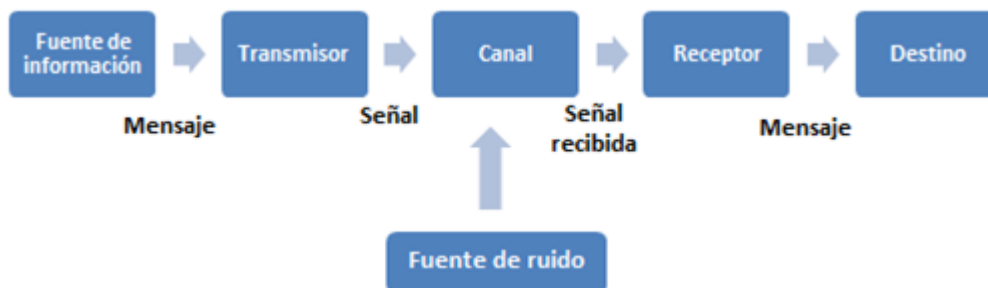 Fuente de
información
Transmisor
Canal
Receptor
Destino
Mensaje
Señal
Señal
recibida
Mensaje
Fuente de ruido